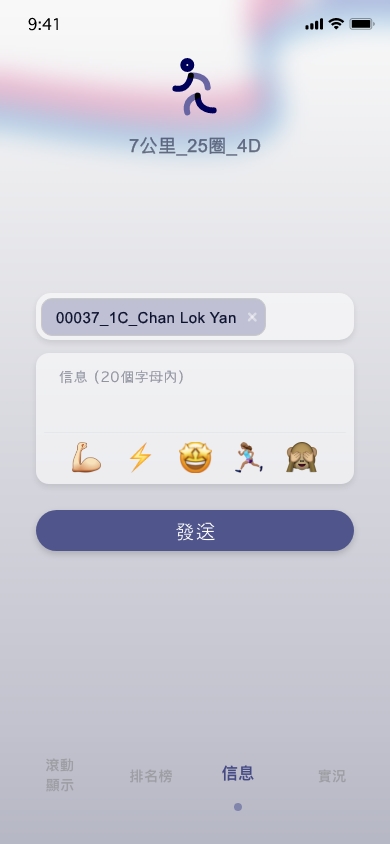 9:41
7公里_25圈_4D
00037_1C_Chan Lok Yan ×
信息 (20個字母內)
💪🏻 ⚡ 🤩 🏃🏻‍♀️ 🙈
發送
滾動
顯示
排名榜
信息
實況